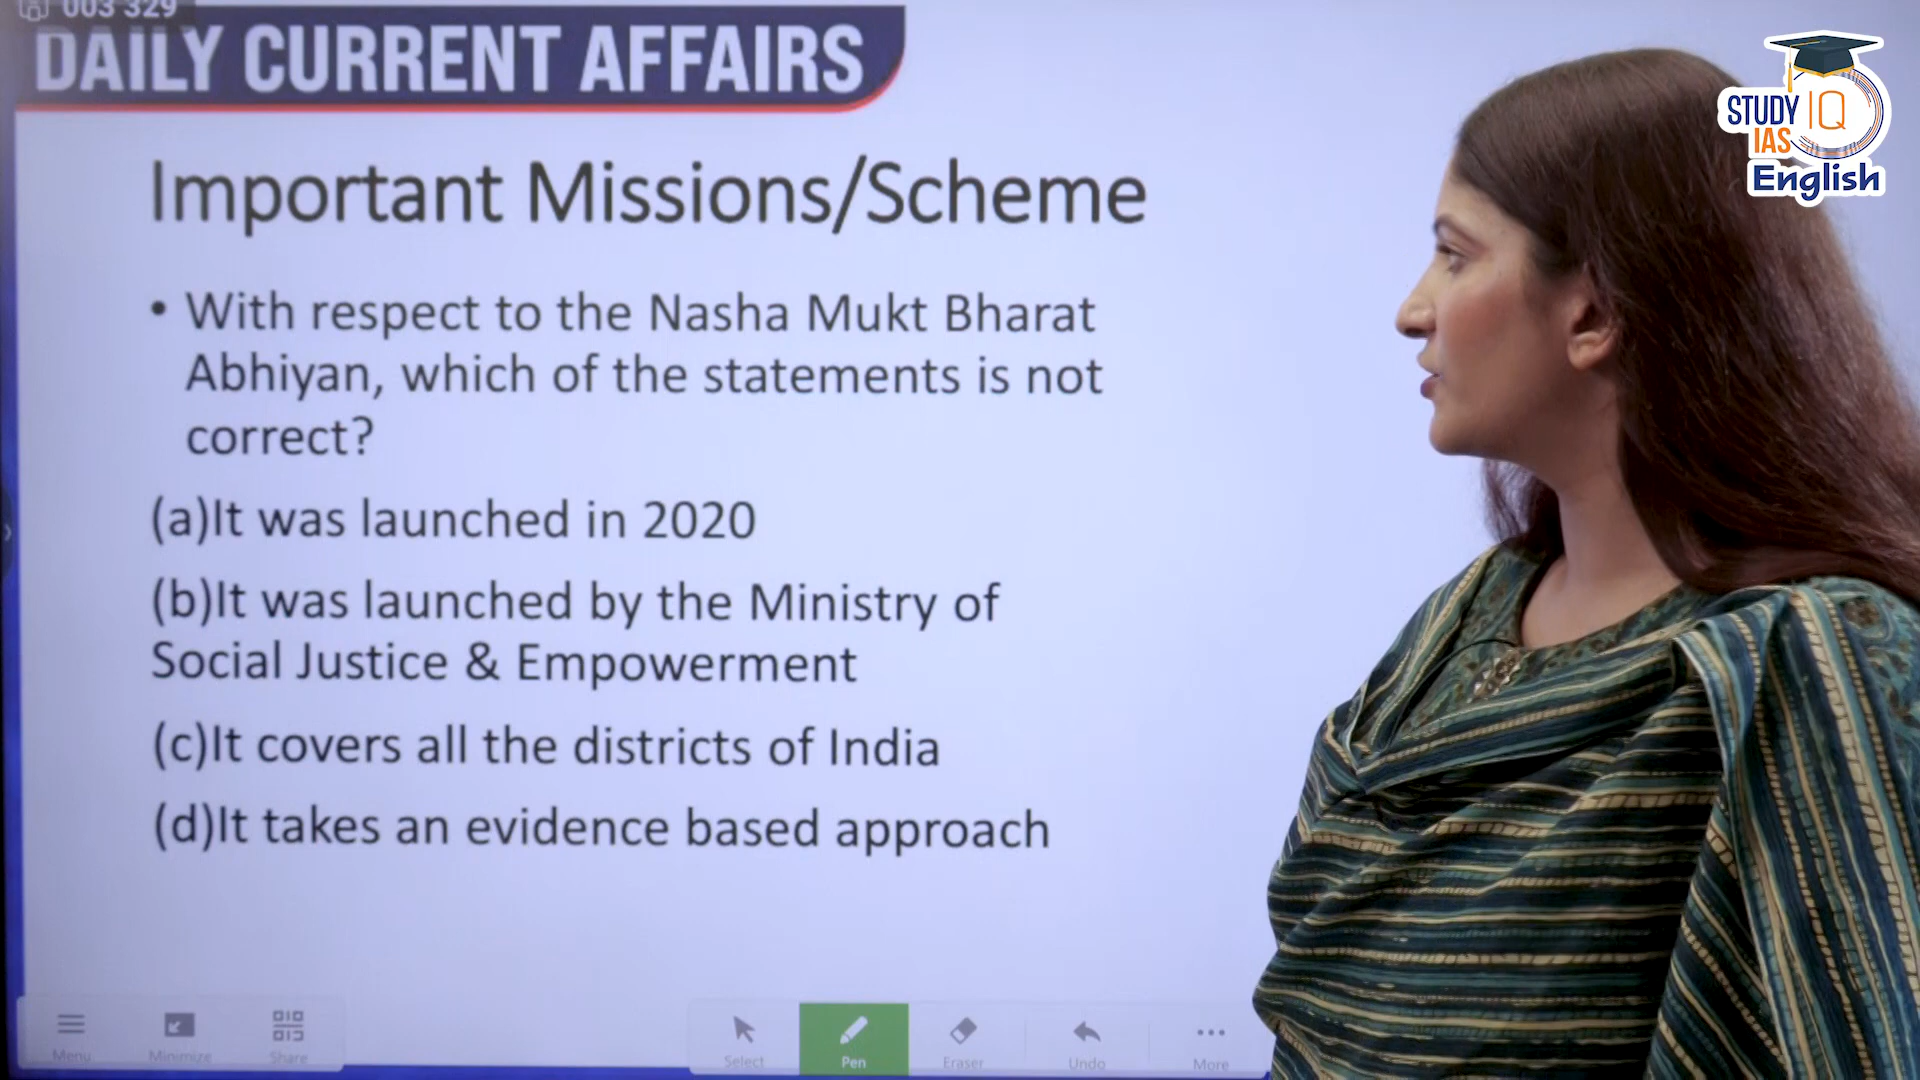 003 329
DAILY CURRENT AFFAIRS
STUDY IQ
IAS
English
Important Missions/Scheme
• With respect to the Nasha Mukt Bharat
Abhiyan, which of the statements is not
correct?
(a)It was launched in 2020
(b)It was launched by the Ministry of
Social Justice & Empowerment
(c)It covers all the districts of India
(d)It takes an evidence based approach
Menu Minimize Share Select Pen Eraser Undo More